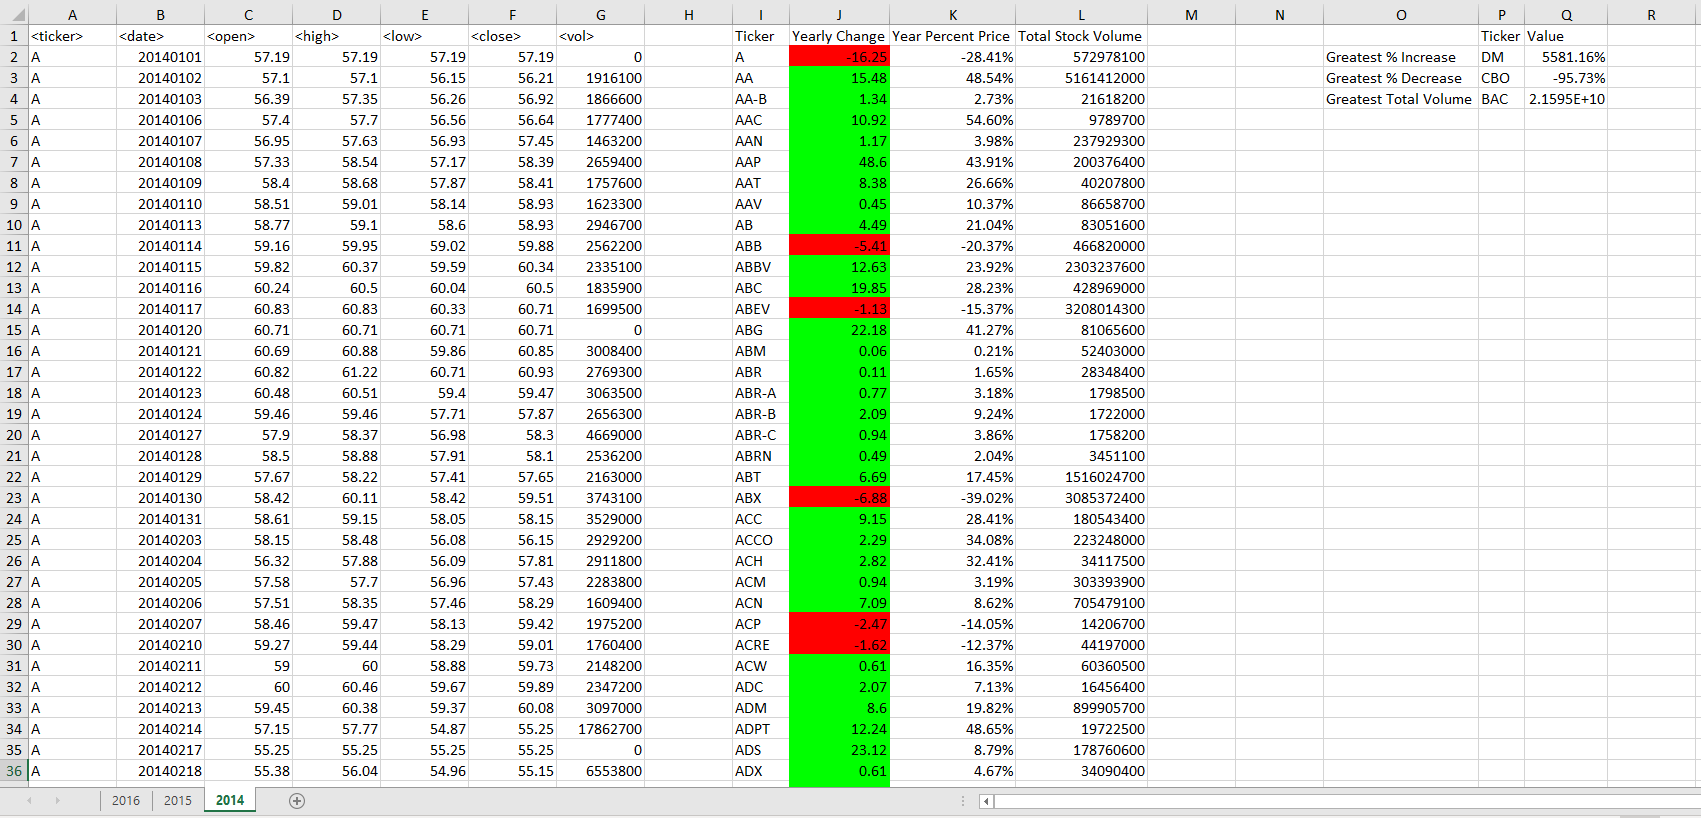 A B C D E F G H I J K L M N O P Q R
1 <ticker> <date> <open> <high> <low> <close> <vol> Ticker Yearly Change Year Percent Price Total Stock Volume Ticker Value
2 A 20140101 57.19 57.19 57.19 57.19 0 A -16.25 -28.41% 572978100 Greatest % Increase DM 5581.16%
3 A 20140102 57.1 57.1 56.15 56.21 1916100 AA 15.48 48.54% 5161412000 Greatest % Decrease CBO -95.73%
4 A 20140103 56.39 57.35 56.26 56.92 1866600 AA-B 1.34 2.73% 21618200 Greatest Total Volume BAC 2.1595E+10
5 A 20140106 57.4 57.7 56.56 56.64 1777400 AAC 10.92 54.60% 9789700
6 A 20140107 56.95 57.63 56.93 57.45 1463200 AAN 1.17 3.98% 237929300
7 A 20140108 57.33 58.54 57.17 58.39 2659400 AAP 48.6 43.91% 200376400
8 A 20140109 58.4 58.68 57.87 58.41 1757600 AAT 8.38 26.66% 40207800
9 A 20140110 58.51 59.01 58.14 58.93 1623300 AAV 0.45 10.37% 86658700
10 A 20140113 58.77 59.1 58.6 58.93 2946700 AB 4.49 21.04% 83051600
11 A 20140114 59.16 59.95 59.02 59.88 2562200 ABB -5.41 -20.37% 466820000
12 A 20140115 59.82 60.37 59.59 60.34 2335100 ABBV 12.63 23.92% 2303237600
13 A 20140116 60.24 60.5 60.04 60.5 1835900 ABC 19.85 28.23% 428969000
14 A 20140117 60.83 60.83 60.33 60.71 1699500 ABEV -1.13 -15.37% 3208014300
15 A 20140120 60.71 60.71 60.71 60.71 0 ABG 22.18 41.27% 81065600
16 A 20140121 60.69 60.88 59.86 60.85 3008400 ABM 0.06 0.21% 52403000
17 A 20140122 60.82 61.22 60.71 60.93 2769300 ABR 0.11 1.65% 28348400
18 A 20140123 60.48 60.51 59.4 59.47 3063500 ABR-A 0.77 3.18% 1798500
19 A 20140124 59.46 59.46 57.71 57.87 2656300 ABR-B 2.09 9.24% 1722000
20 A 20140127 57.9 58.37 56.98 58.3 4669000 ABR-C 0.94 3.86% 1758200
21 A 20140128 58.5 58.88 57.91 58.1 2536200 ABRN 0.49 2.04% 3451100
22 A 20140129 57.67 58.22 57.41 57.65 2163000 ABT 6.69 17.45% 1516024700
23 A 20140130 58.42 60.11 58.42 59.51 3743100 ABX -6.88 -39.02% 3085372400
24 A 20140131 58.61 59.15 58.05 58.15 3529000 ACC 9.15 28.41% 180543400
25 A 20140203 58.15 58.48 56.08 56.15 2929200 ACCO 2.29 34.08% 223248000
26 A 20140204 56.32 57.88 56.09 57.81 2911800 ACH 2.82 32.41% 34117500
27 A 20140205 57.58 57.7 56.96 57.43 2283800 ACM 0.94 3.19% 303393900
28 A 20140206 57.51 58.35 57.46 58.29 1609400 ACN 7.09 8.62% 705479100
29 A 20140207 58.46 59.47 58.13 59.42 1975200 ACP -2.47 -14.05% 14206700
30 A 20140210 59.27 59.44 58.29 59.01 1760400 ACRE -1.62 -12.37% 44197000
31 A 20140211 59 60 58.88 59.73 2148200 ACW 0.61 16.35% 60360500
32 A 20140212 60 60.46 59.67 59.89 2347200 ADC 2.07 7.13% 16456400
33 A 20140213 59.45 60.38 59.37 60.08 3097000 ADM 8.6 19.82% 899905700
34 A 20140214 57.15 57.77 54.87 55.25 17862700 ADPT 12.24 48.65% 19722500
35 A 20140217 55.25 55.25 55.25 55.25 0 ADS 23.12 8.79% 178760600
36 A 20140218 55.38 56.04 54.96 55.15 6553800 ADX 0.61 4.67% 34090400
2016 2015 2014